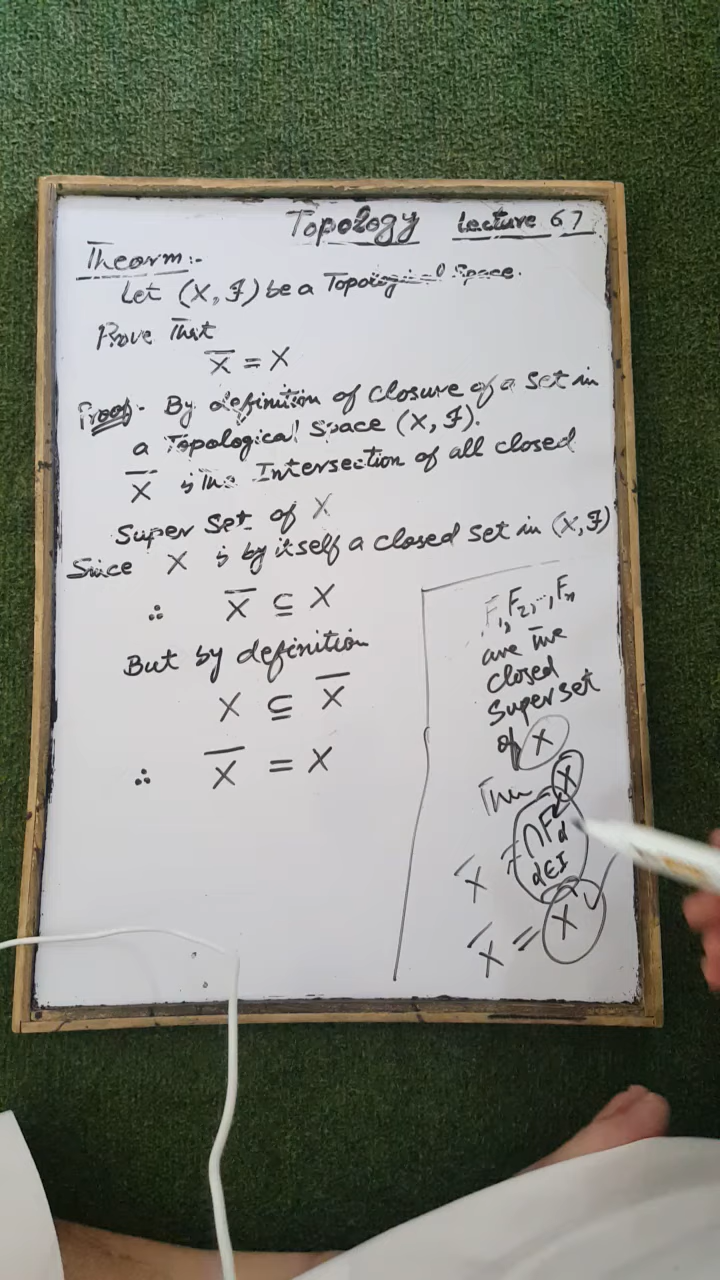 Topology Lecture 67
Theorm:-
Let (X, F) be a Topological Space.
Prove That
X̅ = X
Proof:- By definition of closure of a set in
a Topological Space (X, F).
X̅ is the Intersection of all closed
Super Set of X
Since X is by itself a closed set in (X, F)
∴ X̅ ⊆ X
But by definition
X ⊆ X̅
∴ X̅ = X
F₁, F₂, ..., Fₙ
are the
closed
Superset
of X
Then X
X̅ = ∩Fα
α∈I
X̅ = X